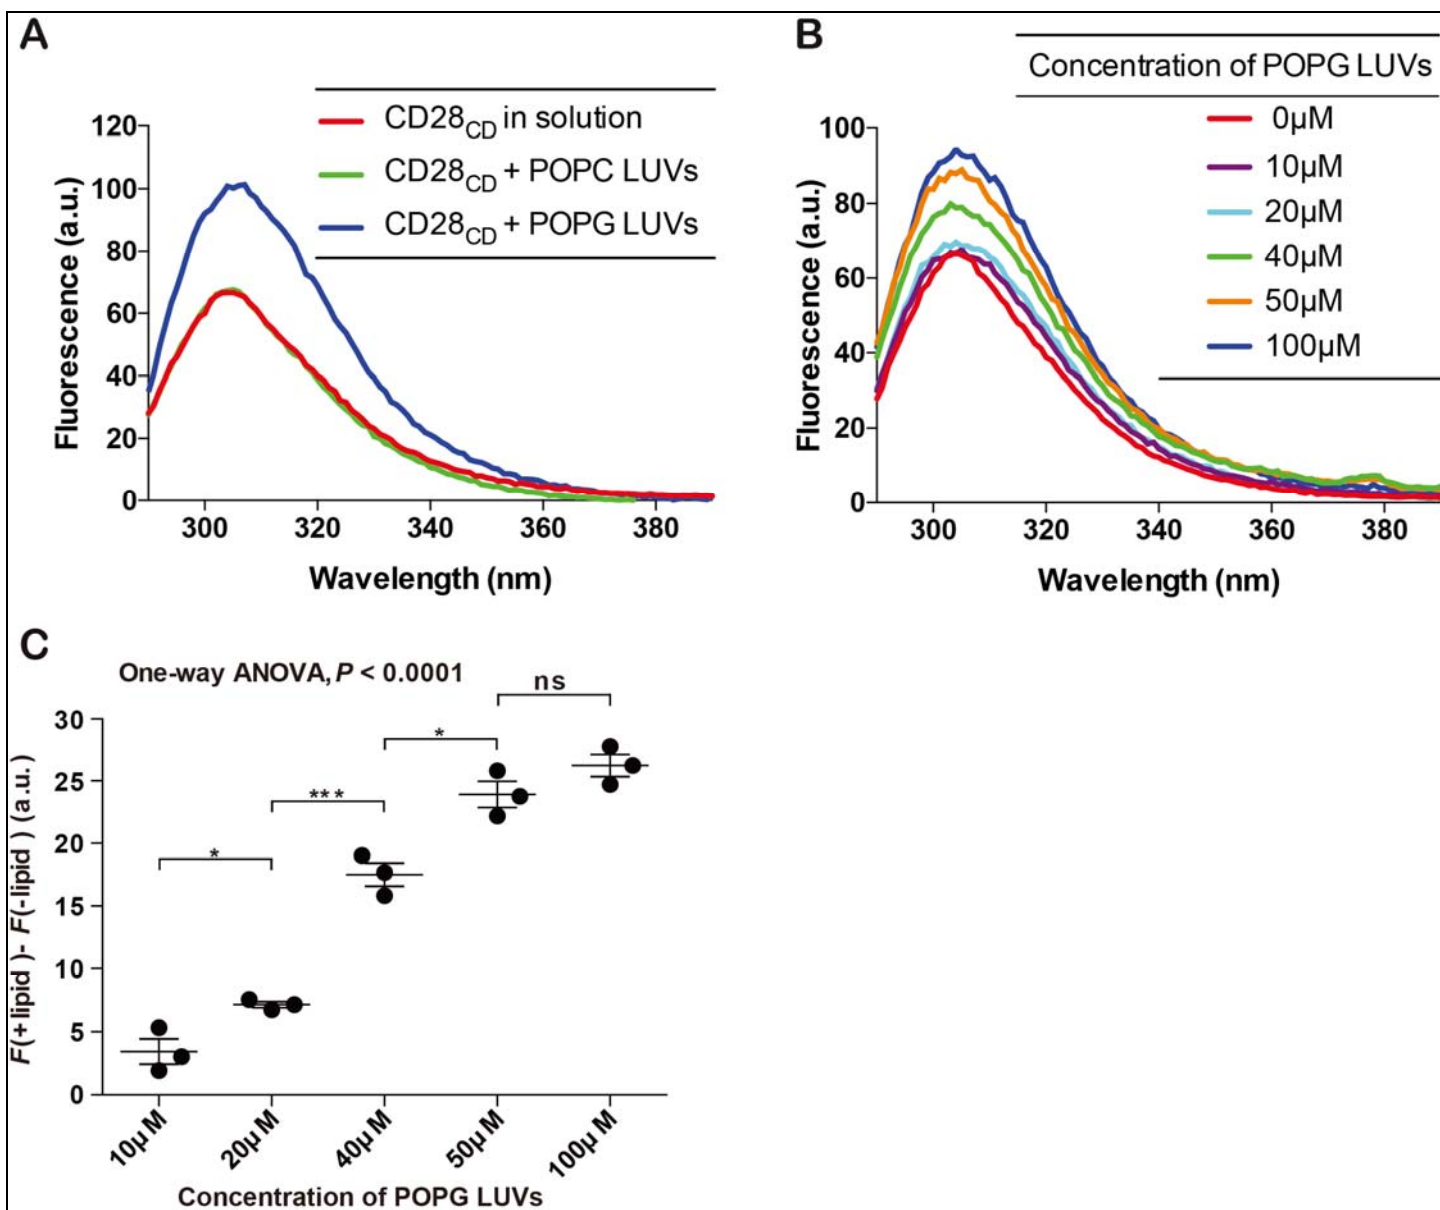 A
CD28CD in solution
CD28CD + POPC LUVs
CD28CD + POPG LUVs
120
100
80
60
40
20
0
Fluorescence (a.u.)
300 320 340 360 380
Wavelength (nm)
B
Concentration of POPG LUVs
0μM
10μM
20μM
40μM
50μM
100μM
100
80
60
40
20
0
Fluorescence (a.u.)
300 320 340 360 380
Wavelength (nm)
C
One-way ANOVA, P < 0.0001
ns
*
***
*
30
25
20
15
10
5
0
F(+lipid)-F(-lipid) (a.u.)
10μM 20μM 40μM 50μM 100μM
Concentration of POPG LUVs